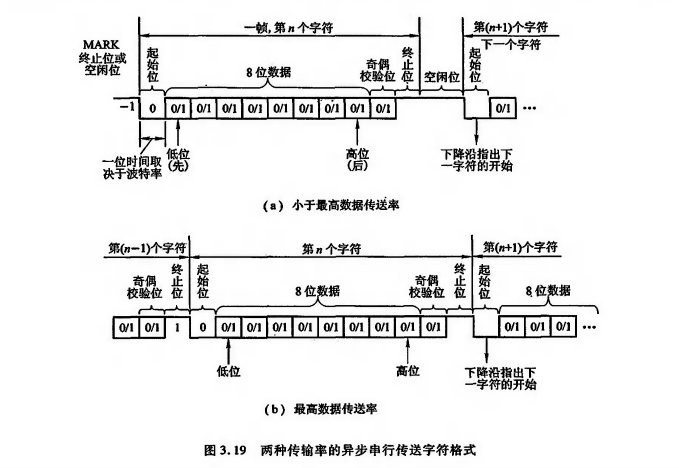 一帧,第 n 个字符
第(n+1)个字符
下一个字符
MARK
终止位或
空闲位
起始位
8 位数据
奇偶
校验位
终止位
空闲位
起始位
-1
0
0/1
0/1
0/1
0/1
0/1
0/1
0/1
0/1
0/1
0/1
...
一位时间取
决于波特率
低位
(先)
高位
(后)
下降沿指出下
一字符的开始
(a) 小于最高数据传送率
第(n-1)个字符
第 n 个字符
第(n+1)个字符
奇偶
校验位
终止位
起始位
8 位数据
奇偶
校验位
终止位
起始位
8 位数据
0/1
0/1
1
0
0/1
0/1
0/1
0/1
0/1
0/1
0/1
0/1
0/1
0/1
0/1
0/1
...
低位
高位
下降沿指出下
一字符的开始
(b) 最高数据传送率
图 3.19 两种传输率的异步串行传送字符格式